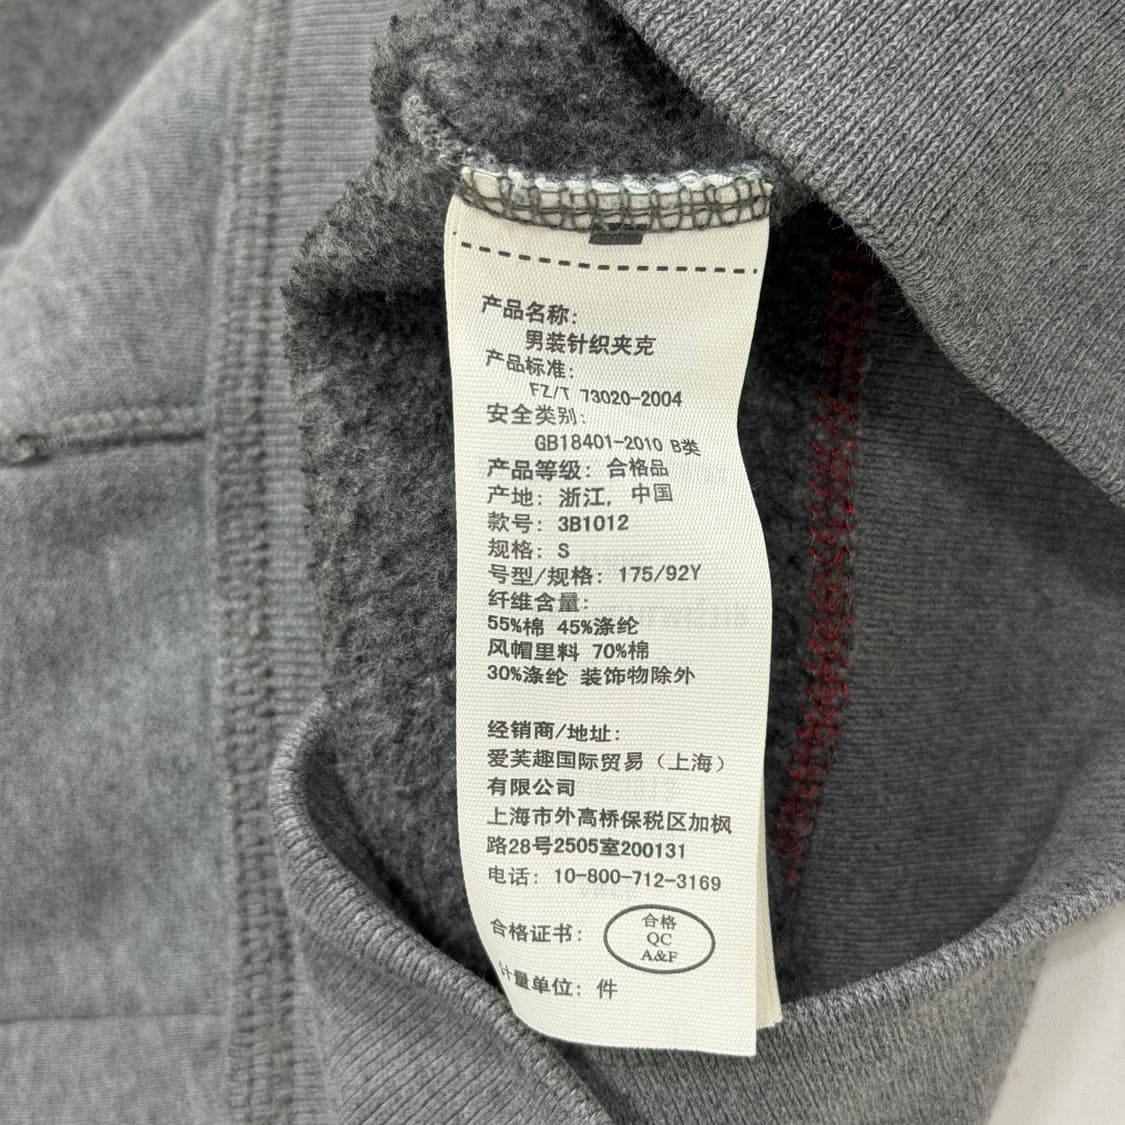 产品名称:
男装针织夹克
产品标准:
FZ/T 73020-2004
安全类别:
GB18401-2010 B类
产品等级: 合格品
产地: 浙江, 中国
款号: 3B1012
规格: S
号型/规格: 175/92Y
纤维含量:
55%棉 45%涤纶
风帽里料 70%棉
30%涤纶 装饰物除外
经销商/地址:
爱芙趣国际贸易（上海）
有限公司
上海市外高桥保税区加枫
路28号2505室200131
电话: 10-800-712-3169
合格证书:
合格
QC
A&F
计量单位: 件